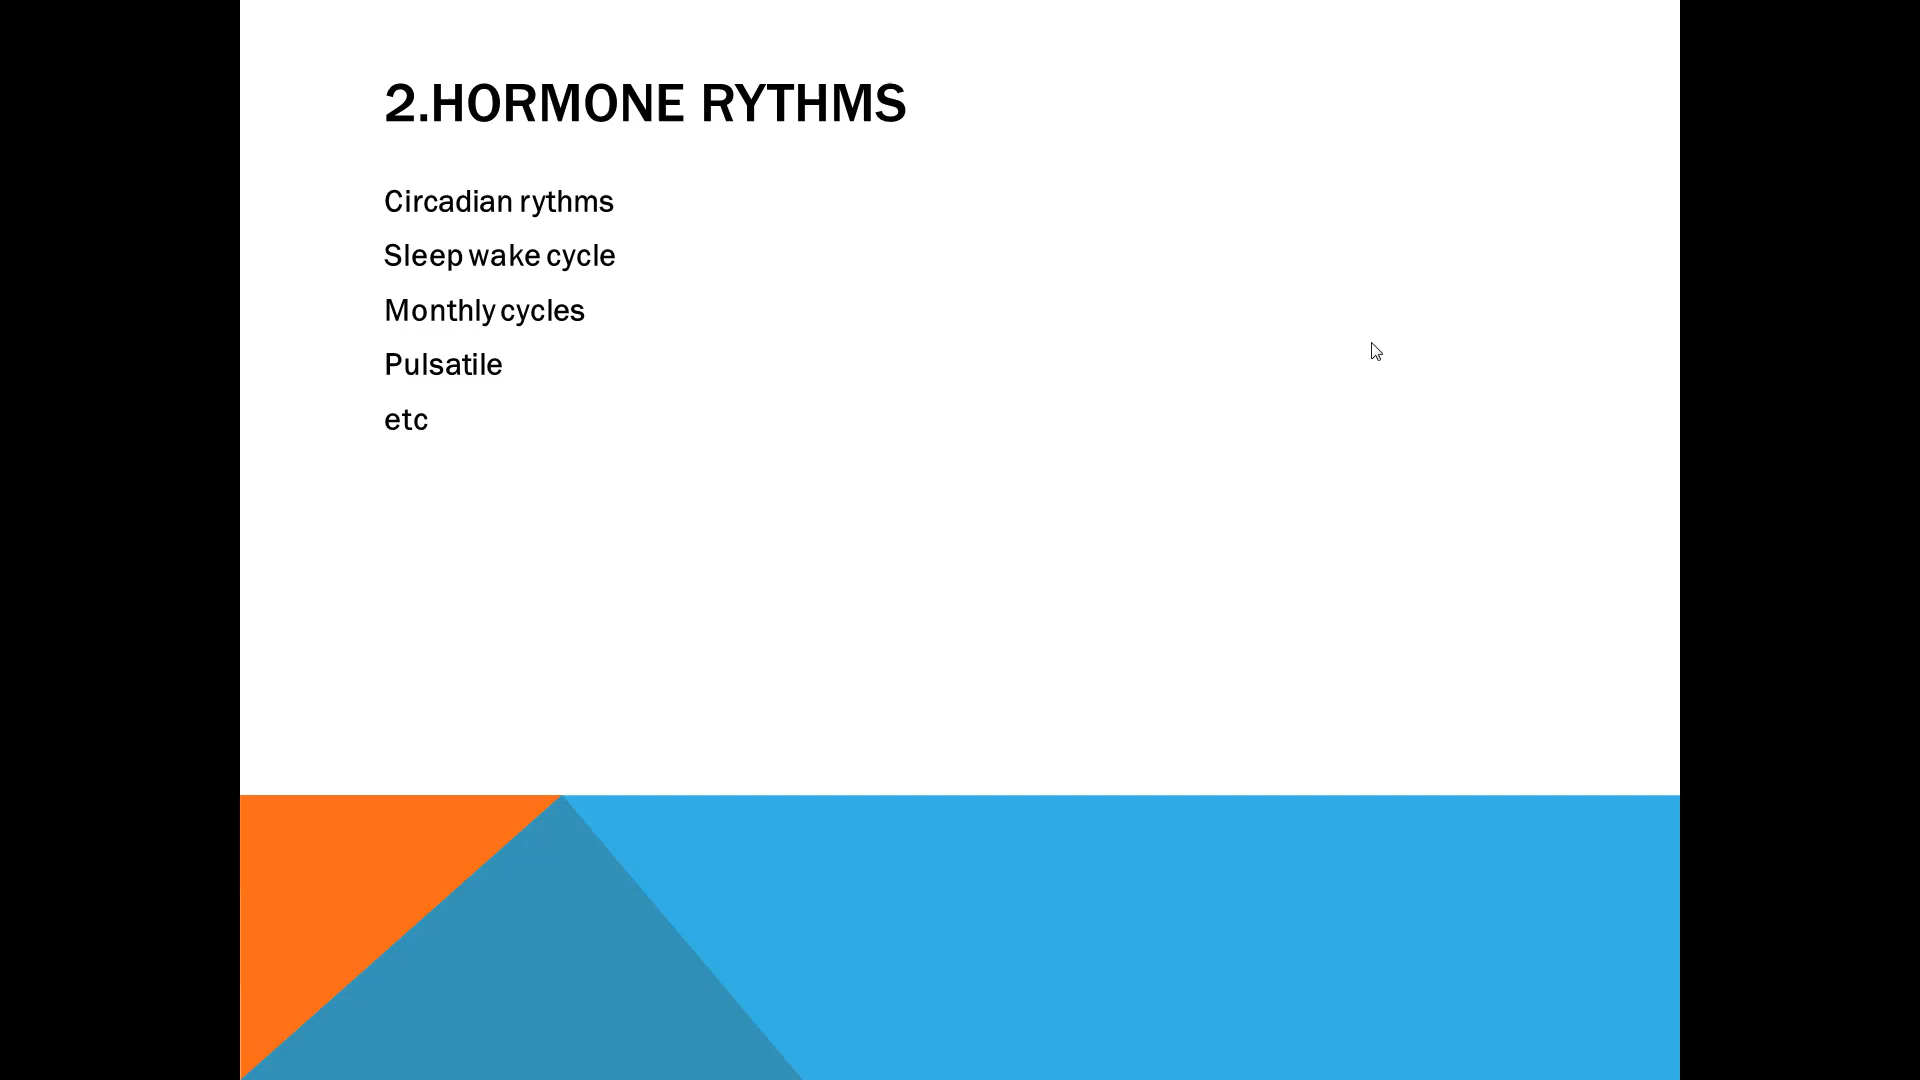 2.HORMONE RYTHMS
Circadian rythms
Sleep wake cycle
Monthly cycles
Pulsatile
etc